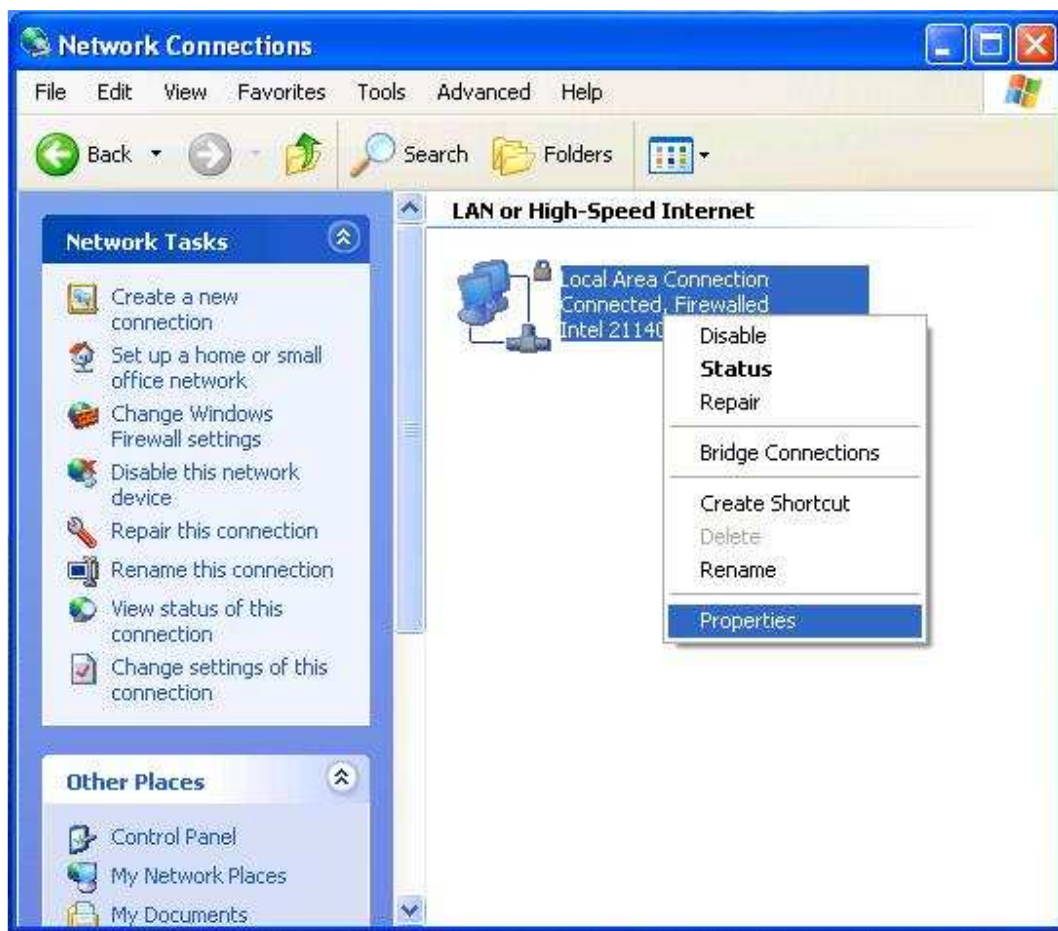 Network Connections
File Edit View Favorites Tools Advanced Help
Back Search Folders
Network Tasks
Create a new
connection
Set up a home or small
office network
Change Windows
Firewall settings
Disable this network
device
Repair this connection
Rename this connection
View status of this
connection
Change settings of this
connection
Other Places
Control Panel
My Network Places
My Documents
LAN or High-Speed Internet
Local Area Connection
Connected, Firewalled
Intel 21140
Disable
Status
Repair
Bridge Connections
Create Shortcut
Delete
Rename
Properties